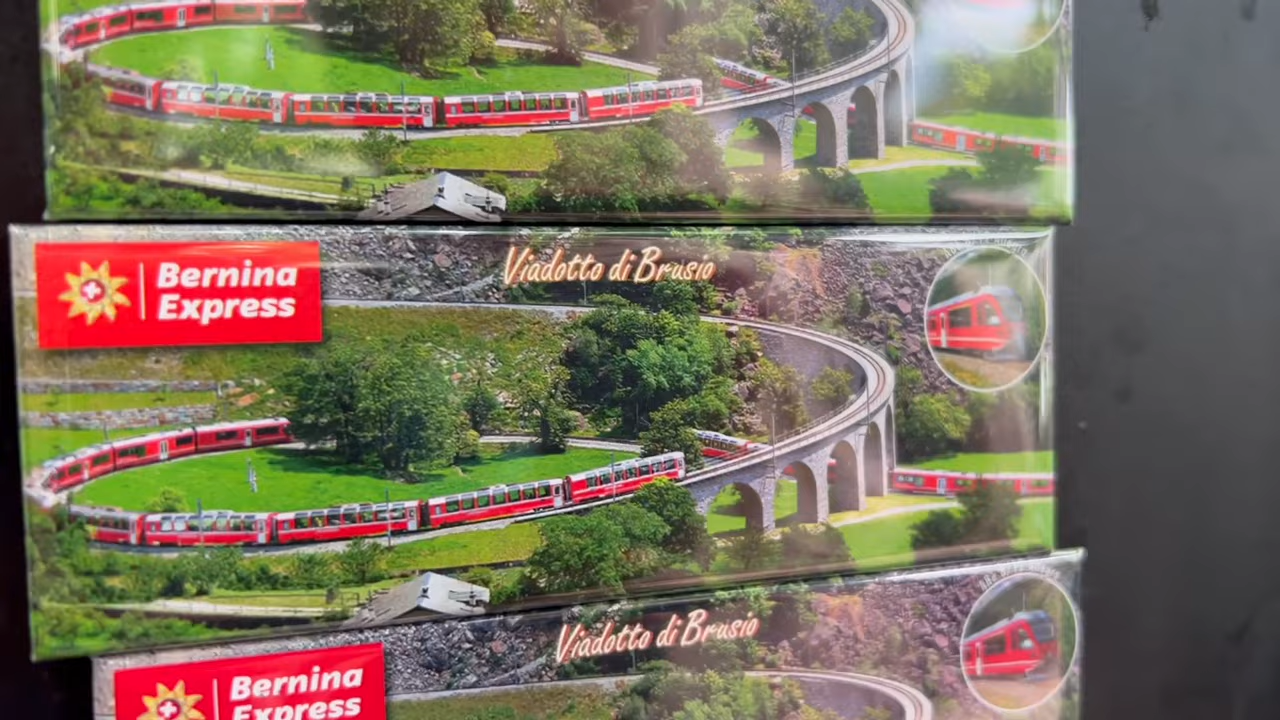 Bernina
Express
Viadotto di Brusio
Viadotto di Brusio
Bernina
Express